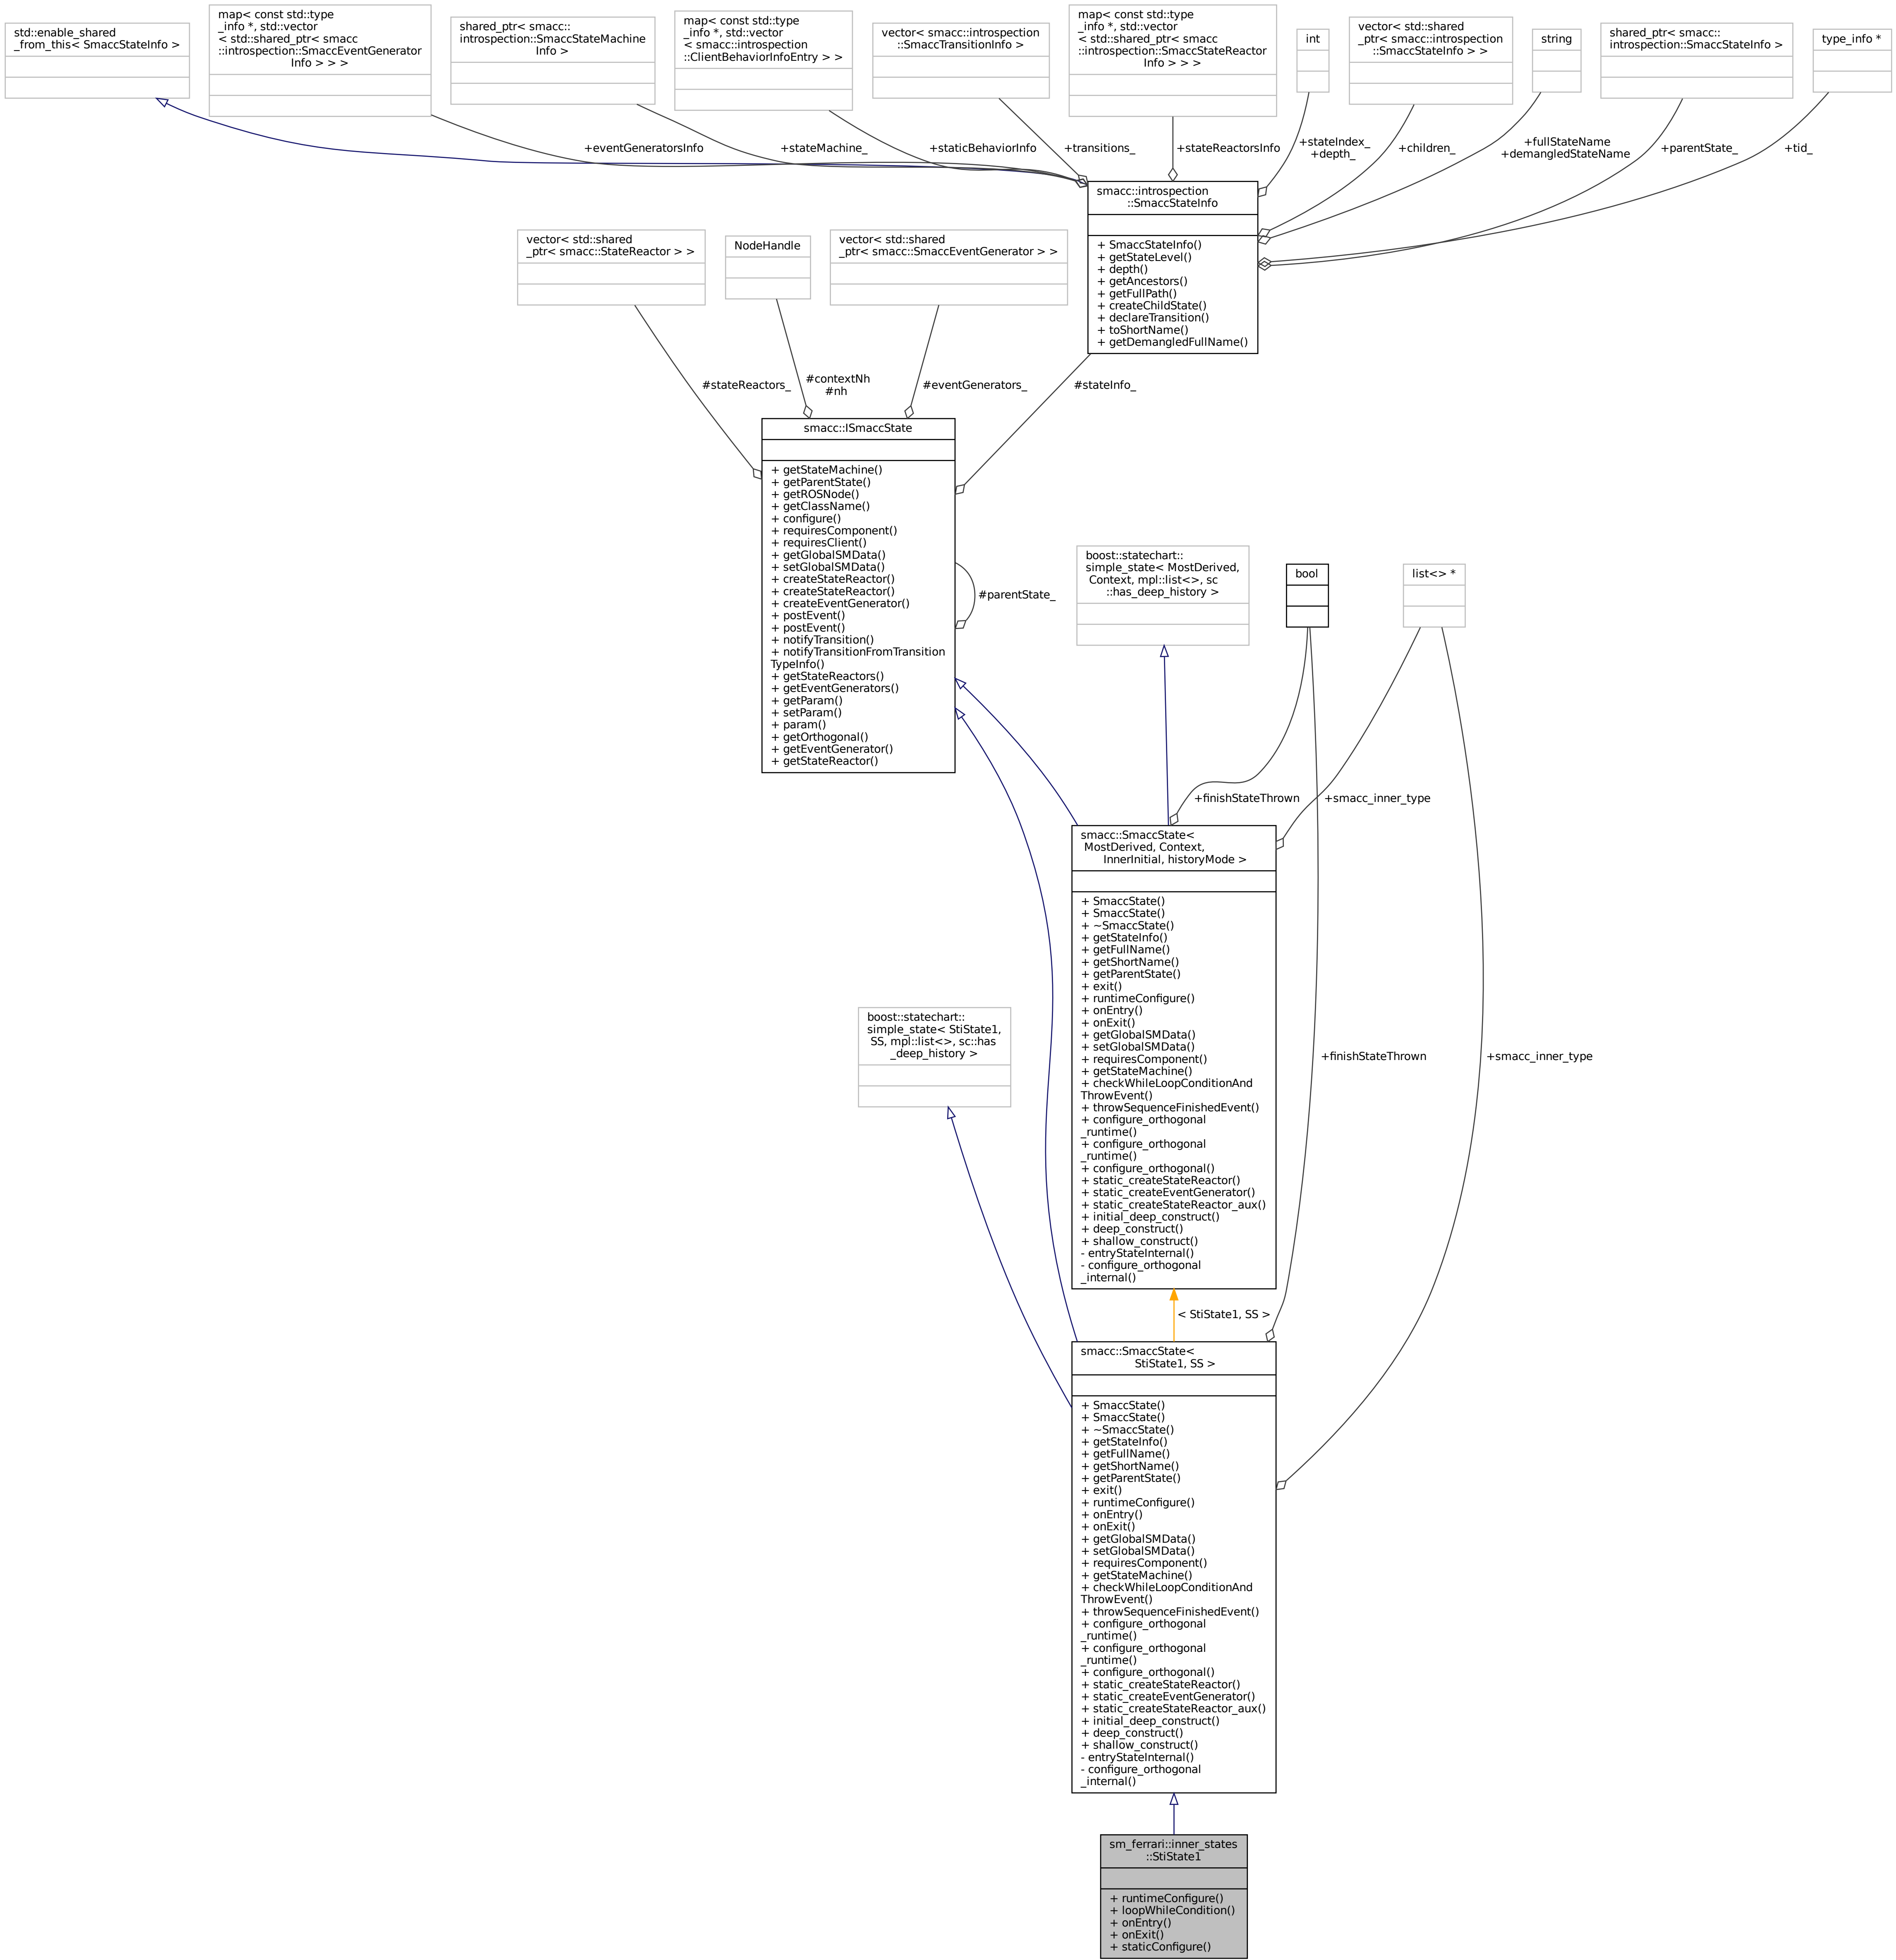 std::enable_shared
_from_this< SmaccStateInfo >
map< const std::type
_info *, std::vector
< std::shared_ptr< smacc
::introspection::SmaccEventGenerator
Info > > >
shared_ptr< smacc::
introspection::SmaccStateMachine
Info >
map< const std::type
_info *, std::vector
< smacc::introspection
::ClientBehaviorInfoEntry > >
vector< smacc::introspection
::SmaccTransitionInfo >
map< const std::type
_info *, std::vector
< std::shared_ptr< smacc
::introspection::SmaccStateReactor
Info > > >
int
vector< std::shared
_ptr< smacc::introspection
::SmaccStateInfo > >
string
shared_ptr< smacc::
introspection::SmaccStateInfo >
type_info *
+eventGeneratorsInfo
+stateMachine_
+staticBehaviorInfo
+transitions_
+stateReactorsInfo
+stateIndex_
+depth_
+children_
+fullStateName
+demangledStateName
+parentState_
+tid_
smacc::introspection
::SmaccStateInfo
+ SmaccStateInfo()
+ getStateLevel()
+ depth()
+ getAncestors()
+ getFullPath()
+ createChildState()
+ declareTransition()
+ toShortName()
+ getDemangledFullName()
vector< std::shared
_ptr< smacc::StateReactor > >
NodeHandle
vector< std::shared
_ptr< smacc::SmaccEventGenerator > >
#stateReactors_
#contextNh
#nh
#eventGenerators_
#stateInfo_
smacc::ISmaccState
+ getStateMachine()
+ getParentState()
+ getROSNode()
+ getClassName()
+ configure()
+ requiresComponent()
+ requiresClient()
+ getGlobalSMData()
+ setGlobalSMData()
+ createStateReactor()
+ createStateReactor()
+ createEventGenerator()
+ postEvent()
+ postEvent()
+ notifyTransition()
+ notifyTransitionFromTransition
TypeInfo()
+ getStateReactors()
+ getEventGenerators()
+ getParam()
+ setParam()
+ param()
+ getOrthogonal()
+ getEventGenerator()
+ getStateReactor()
#parentState_
boost::statechart::
simple_state< MostDerived,
Context, mpl::list<>, sc
::has_deep_history >
bool
list<> *
+finishStateThrown
+smacc_inner_type
smacc::SmaccState<
MostDerived, Context,
InnerInitial, historyMode >
+ SmaccState()
+ SmaccState()
+ ~SmaccState()
+ getStateInfo()
+ getFullName()
+ getShortName()
+ getParentState()
+ exit()
+ runtimeConfigure()
+ onEntry()
+ onExit()
+ getGlobalSMData()
+ setGlobalSMData()
+ requiresComponent()
+ getStateMachine()
+ checkWhileLoopConditionAnd
ThrowEvent()
+ throwSequenceFinishedEvent()
+ configure_orthogonal
_runtime()
+ configure_orthogonal
_runtime()
+ configure_orthogonal()
+ static_createStateReactor()
+ static_createEventGenerator()
+ static_createStateReactor_aux()
+ initial_deep_construct()
+ deep_construct()
+ shallow_construct()
- entryStateInternal()
- configure_orthogonal
_internal()
boost::statechart::
simple_state< StiState1,
SS, mpl::list<>, sc::has
_deep_history >
+finishStateThrown
+smacc_inner_type
< StiState1, SS >
smacc::SmaccState<
StiState1, SS >
+ SmaccState()
+ SmaccState()
+ ~SmaccState()
+ getStateInfo()
+ getFullName()
+ getShortName()
+ getParentState()
+ exit()
+ runtimeConfigure()
+ onEntry()
+ onExit()
+ getGlobalSMData()
+ setGlobalSMData()
+ requiresComponent()
+ getStateMachine()
+ checkWhileLoopConditionAnd
ThrowEvent()
+ throwSequenceFinishedEvent()
+ configure_orthogonal
_runtime()
+ configure_orthogonal
_runtime()
+ configure_orthogonal()
+ static_createStateReactor()
+ static_createEventGenerator()
+ static_createStateReactor_aux()
+ initial_deep_construct()
+ deep_construct()
+ shallow_construct()
- entryStateInternal()
- configure_orthogonal
_internal()
sm_ferrari::inner_states
::StiState1
+ runtimeConfigure()
+ loopWhileCondition()
+ onEntry()
+ onExit()
+ staticConfigure()